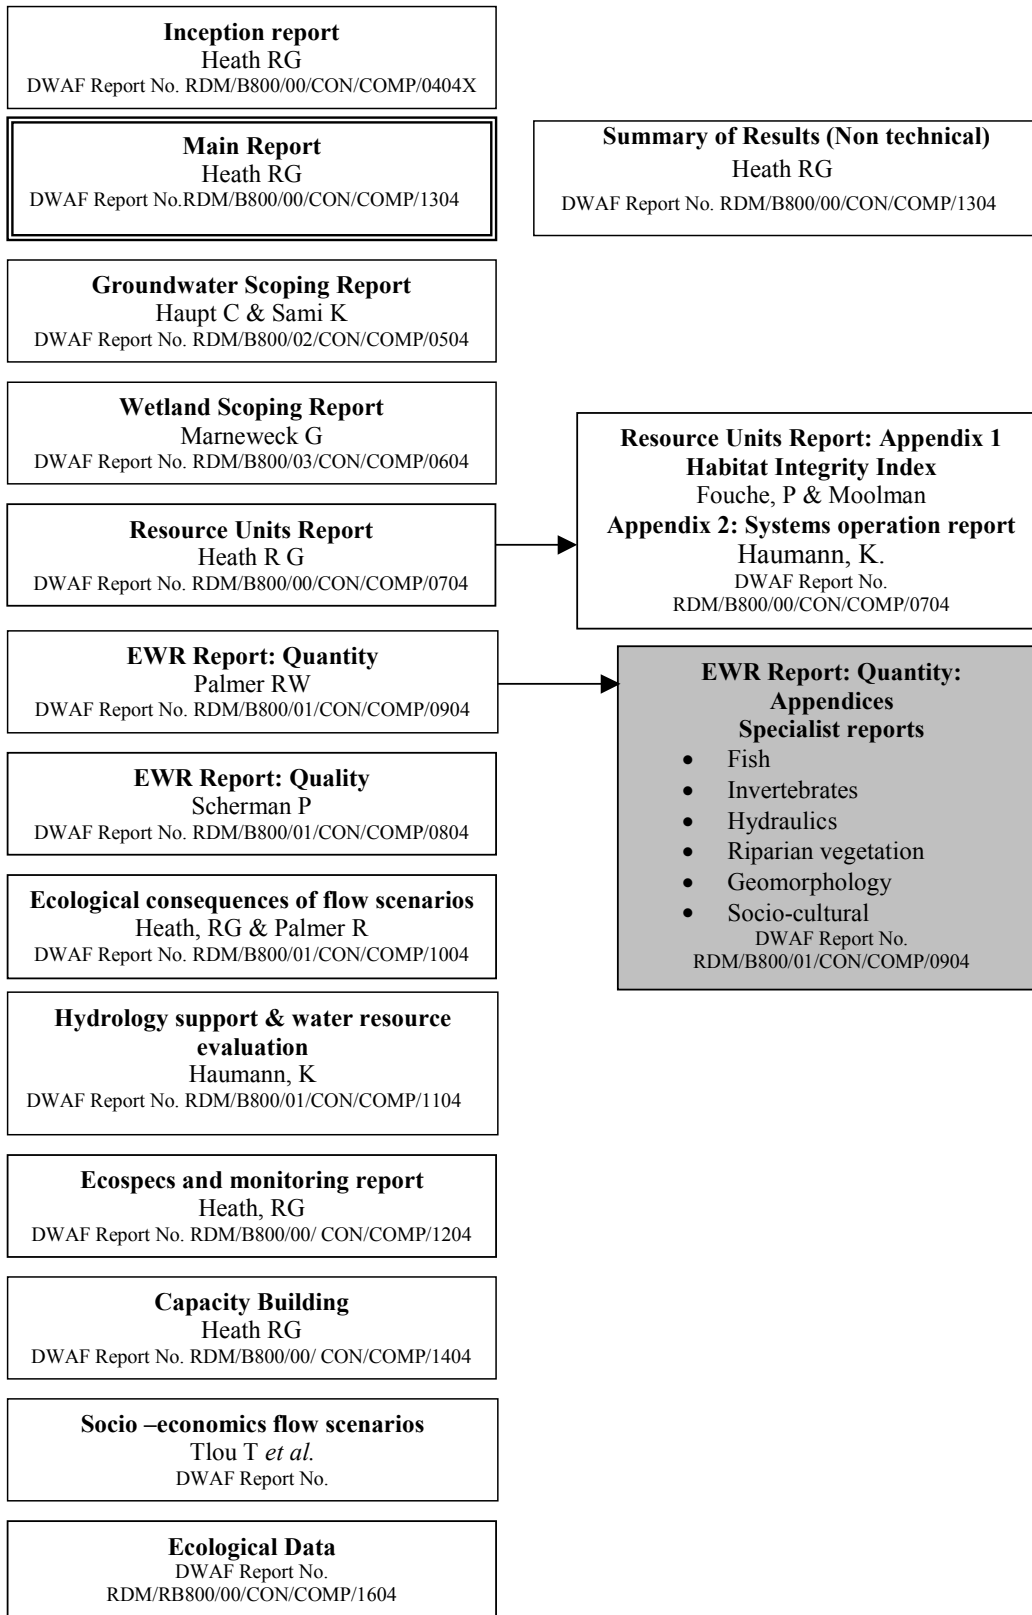 Inception report
Heath RG
DWAF Report No. RDM/B800/00/CON/COMP/0404X
Main Report
Heath RG
DWAF Report No.RDM/B800/00/CON/COMP/1304
Summary of Results (Non technical)
Heath RG
DWAF Report No. RDM/B800/00/CON/COMP/1304
Groundwater Scoping Report
Haupt C & Sami K
DWAF Report No. RDM/B800/02/CON/COMP/0504
Wetland Scoping Report
Marneweck G
DWAF Report No. RDM/B800/03/CON/COMP/0604
Resource Units Report
Heath R G
DWAF Report No. RDM/B800/00/CON/COMP/0704
Resource Units Report: Appendix 1
Habitat Integrity Index
Fouche, P & Moolman
Appendix 2: Systems operation report
Haumann, K.
DWAF Report No.
RDM/B800/00/CON/COMP/0704
EWR Report: Quantity
Palmer RW
DWAF Report No. RDM/B800/01/CON/COMP/0904
EWR Report: Quantity:
Appendices
Specialist reports
• Fish
• Invertebrates
• Hydraulics
• Riparian vegetation
• Geomorphology
• Socio-cultural
DWAF Report No.
RDM/B800/01/CON/COMP/0904
EWR Report: Quality
Scherman P
DWAF Report No. RDM/B800/01/CON/COMP/0804
Ecological consequences of flow scenarios
Heath, RG & Palmer R
DWAF Report No. RDM/B800/01/CON/COMP/1004
Hydrology support & water resource
evaluation
Haumann, K
DWAF Report No. RDM/B800/01/CON/COMP/1104
Ecospecs and monitoring report
Heath, RG
DWAF Report No. RDM/B800/00/ CON/COMP/1204
Capacity Building
Heath RG
DWAF Report No. RDM/B800/00/ CON/COMP/1404
Socio –economics flow scenarios
Tlou T et al.
DWAF Report No.
Ecological Data
DWAF Report No.
RDM/RB800/00/CON/COMP/1604